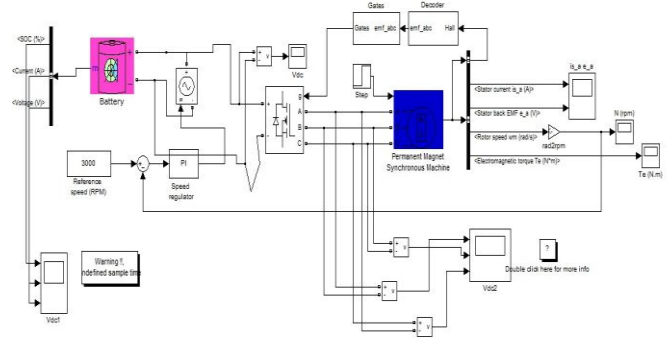 Gates
Decoder
<SOC (%)>
Gates emf_abc
emf_abc Hall
m
<Current (A)>
<Voltage (V)>
Battery
+
v
Vdc
g
A
B
C
Step
Permanent Magnet
Synchronous Machine
is_a e_a
<Stator current is_a (A)>
<Stator back EMF e_a (V)>
<Rotor speed wm (rad/s)>
<Electromagnetic torque Te (N*m)>
rad2rpm
N (rpm)
Te (N.m)
3000
Reference
speed (RPM)
PI
Speed
regulator
Warning !!,
ndefined sample time
Vdc1
v
v
v
Vdc2
?
Double click here for more info